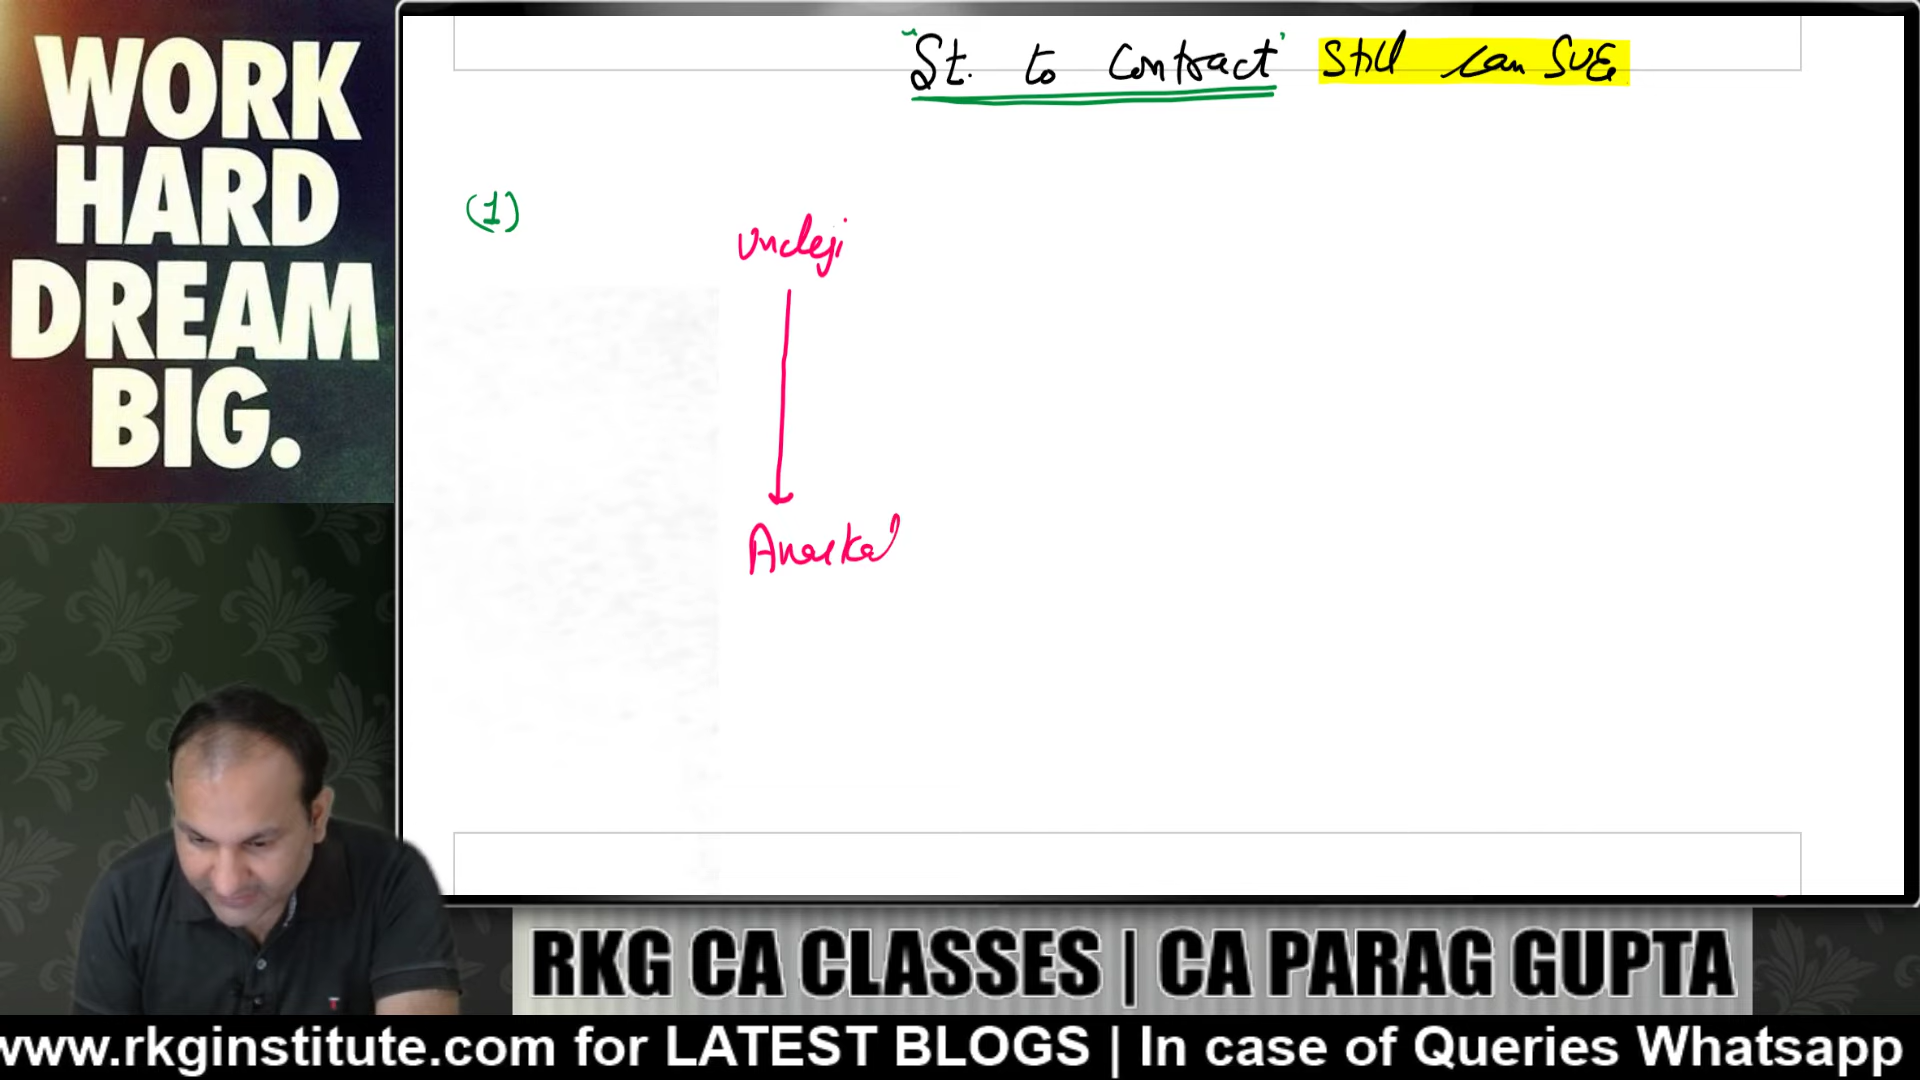 WORK
HARD
DREAM
BIG.
"St. to Contract" Still can SUE
(1)
Uncleji
RKG CA CLASSES | CA PARAG GUPTA
www.rkginstitute.com for LATEST BLOGS | In case of Queries Whatsapp